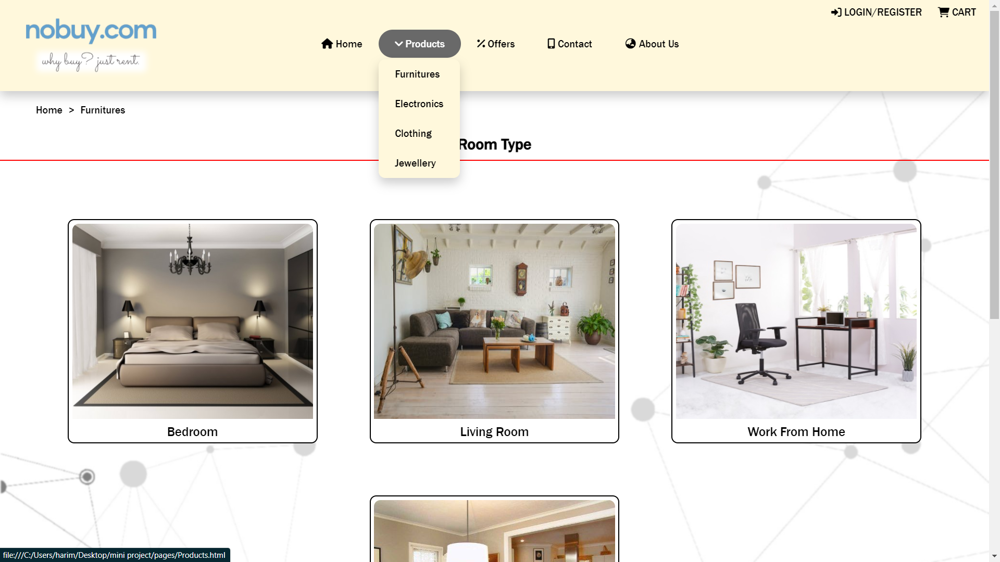 LOGIN/REGISTER CART
nobuy.com
why buy? just rent.
Home Products Offers Contact About Us
Furnitures
Electronics
Clothing
Jewellery
Home > Furnitures
Room Type
Bedroom Living Room Work From Home
file:///C:/Users/harim/Desktop/mini project/pages/Products.html